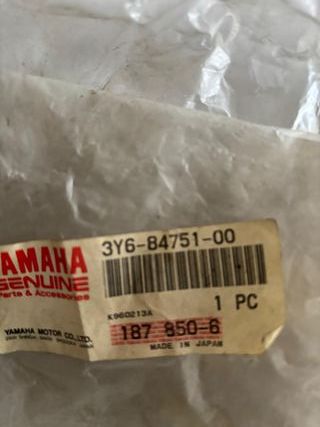 3Y6-84751-00
YAMAHA
GENUINE
Parts & Accessories
1 PC
K960213A
187 850-6
YAMAHA MOTOR CO., LTD.
MADE IN JAPAN